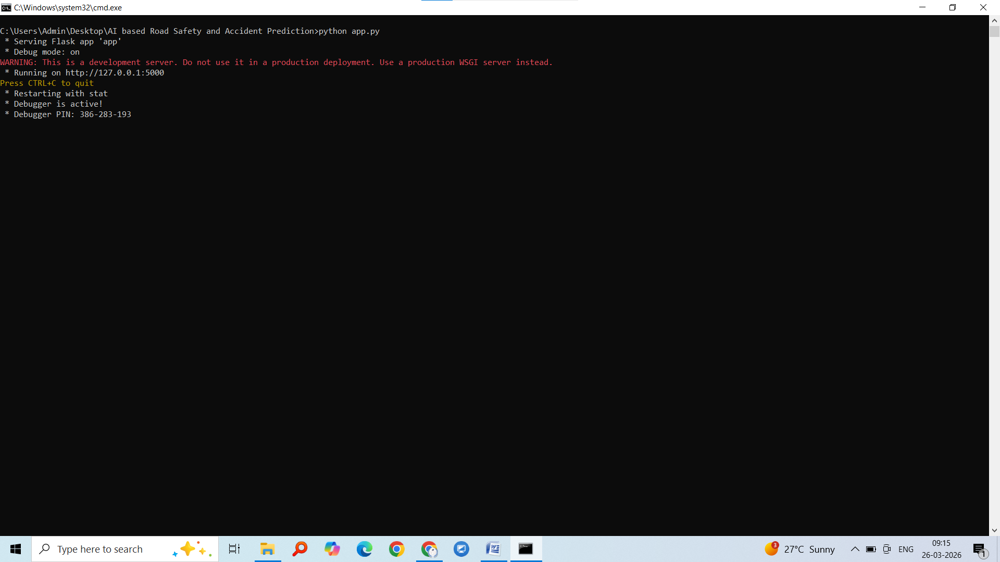 C:\Windows\system32\cmd.exe
C:\Users\Admin\Desktop\AI based Road Safety and Accident Prediction>python app.py
* Serving Flask app 'app'
* Debug mode: on
WARNING: This is a development server. Do not use it in a production deployment. Use a production WSGI server instead.
* Running on http://127.0.0.1:5000
Press CTRL+C to quit
* Restarting with stat
* Debugger is active!
* Debugger PIN: 386-283-193
Type here to search
3
27°C Sunny
ENG
09:15
26-03-2026
1